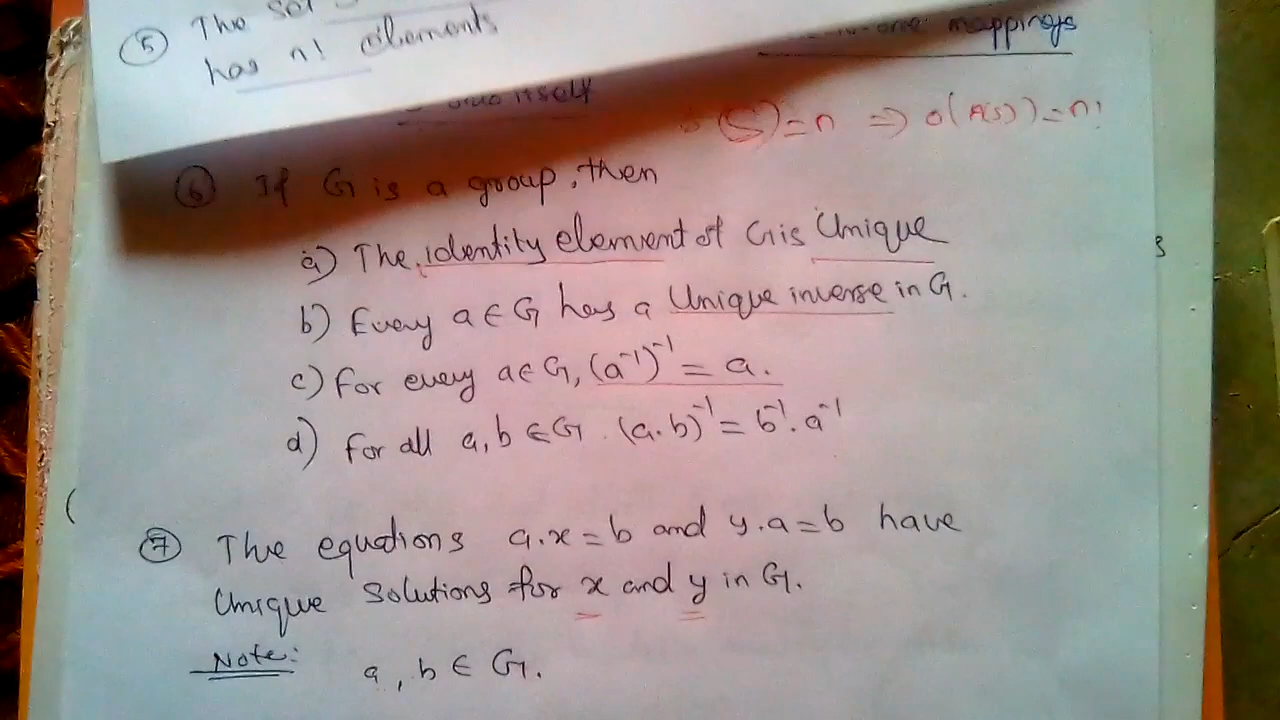 ⑤ The set
has n! elements
mappings
itself
(S)=n ⇒ o(A(S))=n!
⑥ If G is a group, then
a) The identity element of G is Unique
b) Every a ∈ G has a Unique inverse in G.
c) For every a ∈ G, (a⁻¹)⁻¹ = a.
d) For all a, b ∈ G. (a.b)⁻¹ = b⁻¹. a⁻¹
⑦ The equations a.x = b and y.a = b have
Unique Solutions for x and y in G.
Note: a, b ∈ G.